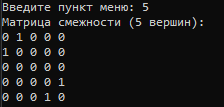 Введите пункт меню: 5
Матрица смежности (5 вершин):
0 1 0 0 0
1 0 0 0 0
0 0 0 0 0
0 0 0 0 1
0 0 0 1 0